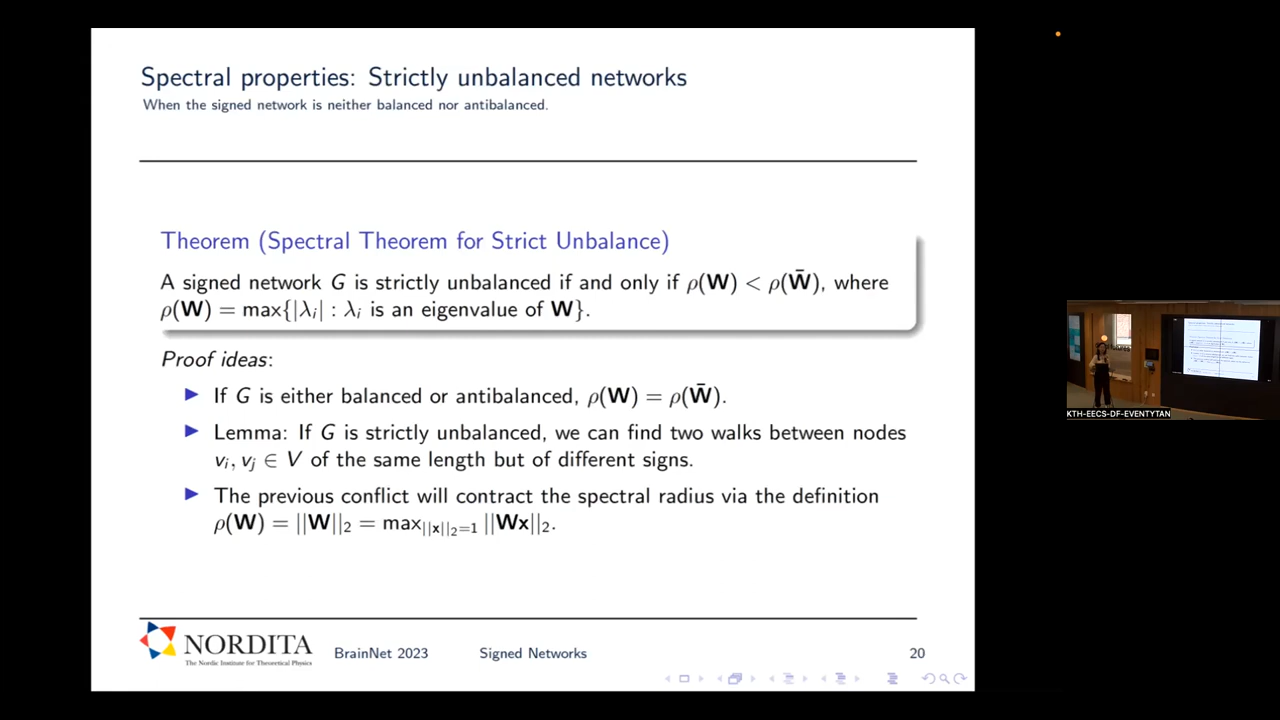 Spectral properties: Strictly unbalanced networks
When the signed network is neither balanced nor antibalanced.
Theorem (Spectral Theorem for Strict Unbalance)
A signed network G is strictly unbalanced if and only if ρ(W) < ρ(W̄), where
ρ(W) = max{|λᵢ| : λᵢ is an eigenvalue of W}.
Proof ideas:
▶ If G is either balanced or antibalanced, ρ(W) = ρ(W̄).
▶ Lemma: If G is strictly unbalanced, we can find two walks between nodes
vᵢ, vⱼ ∈ V of the same length but of different signs.
▶ The previous conflict will contract the spectral radius via the definition
ρ(W) = ||W||₂ = max||x||₂=1 ||Wx||₂.
NORDITA
The Nordic Institute for Theoretical Physics
BrainNet 2023 Signed Networks 20
KTH-EECS-DF-EVENTYTAN